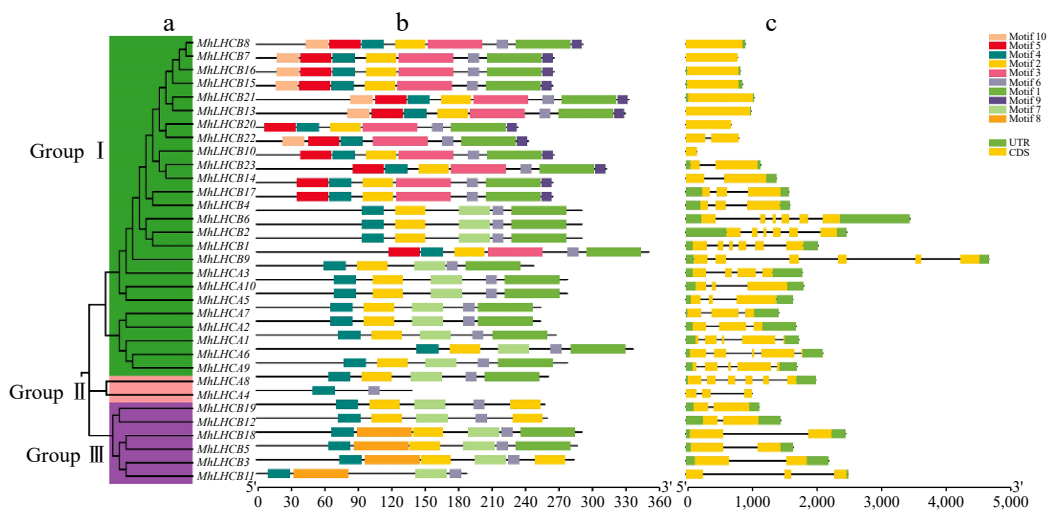 a b c
MhLHCB8
MhLHCB7
MhLHCB16
MhLHCB15
MhLHCB21
MhLHCB13
MhLHCB20
MhLHCB22
MhLHCB10
MhLHCB23
MhLHCB14
MhLHCB17
MhLHCB4
MhLHCB6
MhLHCB2
MhLHCB1
MhLHCB9
MhLHCA3
MhLHCA10
MhLHCA5
MhLHCA7
MhLHCA2
MhLHCA1
MhLHCA6
MhLHCA9
MhLHCA8
MhLHCA4
MhLHCB19
MhLHCB12
MhLHCB18
MhLHCB5
MhLHCB3
MhLHCB11
Group Ⅰ
Group Ⅱ
Group Ⅲ
5' 3'
0 30 60 90 120 150 180 210 240 270 300 330 360
5' 3'
0 1,000 2,000 3,000 4,000 5,000
Motif 10
Motif 5
Motif 4
Motif 2
Motif 3
Motif 6
Motif 1
Motif 9
Motif 7
Motif 8
UTR
CDS